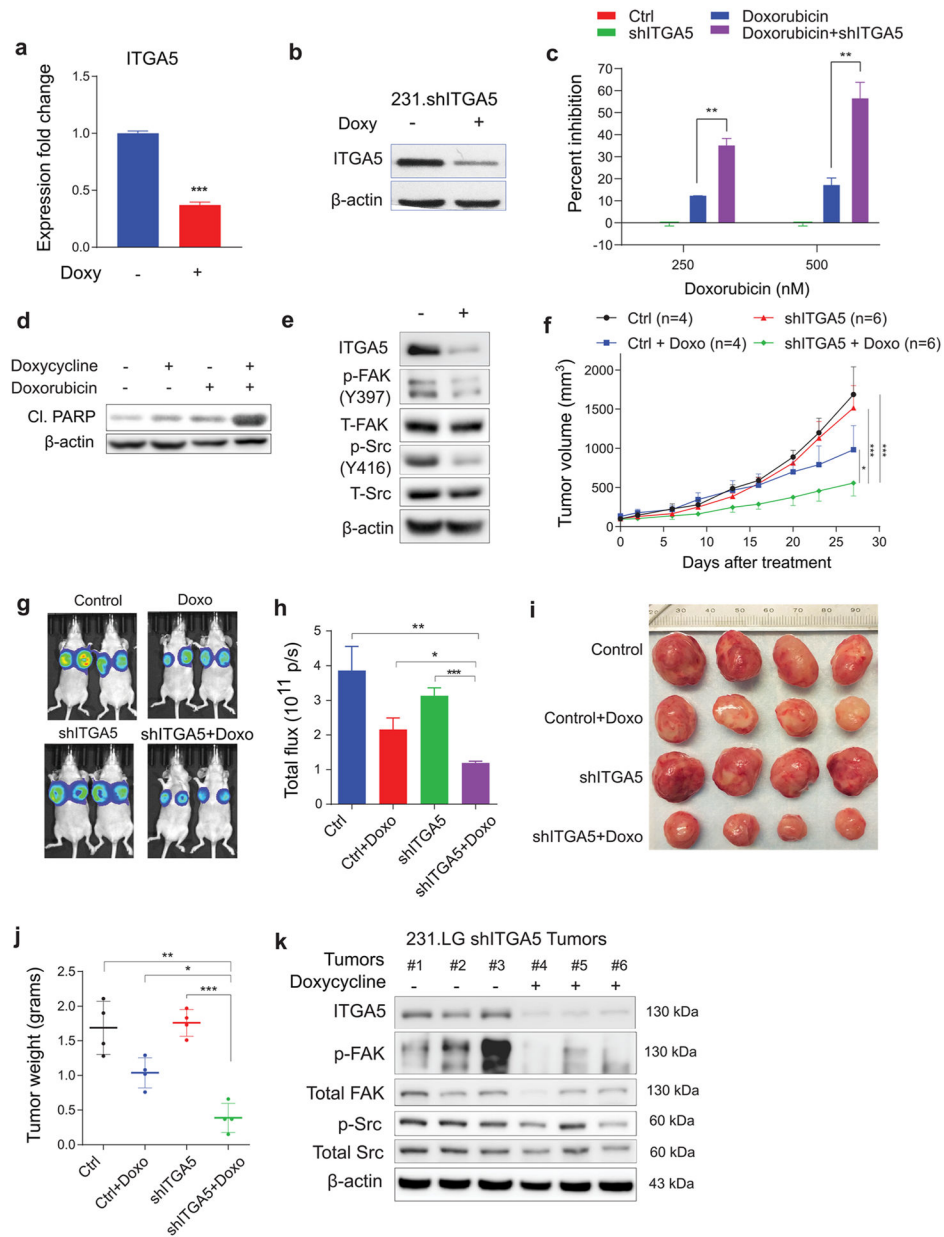 a
ITGA5
Expression fold change
1.5
1.0
0.5
0.0
***
Doxy - +
b
231.shITGA5
Doxy - +
ITGA5
β-actin
Ctrl
shITGA5
Doxorubicin
Doxorubicin+shITGA5
c
Percent inhibition
70
60
50
40
30
20
10
0
-10
**
**
250 500
Doxorubicin (nM)
d
Doxycycline - + - +
Doxorubicin - - + +
Cl. PARP
β-actin
e
- +
ITGA5
p-FAK
(Y397)
T-FAK
p-Src
(Y416)
T-Src
β-actin
f
Ctrl (n=4)
shITGA5 (n=6)
Ctrl + Doxo (n=4)
shITGA5 + Doxo (n=6)
Tumor volume (mm³)
2000
1500
1000
500
0
0 5 10 15 20 25 30
Days after treatment
*
***
***
g
Control Doxo
shITGA5 shITGA5+Doxo
h
Total flux (10¹¹ p/s)
5
4
3
2
1
0
**
*
***
Ctrl
Ctrl+Doxo
shITGA5
shITGA5+Doxo
i
20 30 40 50 60 70 80 90
Control
Control+Doxo
shITGA5
shITGA5+Doxo
j
Tumor weight (grams)
2.5
2.0
1.5
1.0
0.5
0.0
**
*
***
Ctrl
Ctrl+Doxo
shITGA5
shITGA5+Doxo
k
231.LG shITGA5 Tumors
Tumors #1 #2 #3 #4 #5 #6
Doxycycline - - - + + +
ITGA5 130 kDa
p-FAK 130 kDa
Total FAK 130 kDa
p-Src 60 kDa
Total Src 60 kDa
β-actin 43 kDa